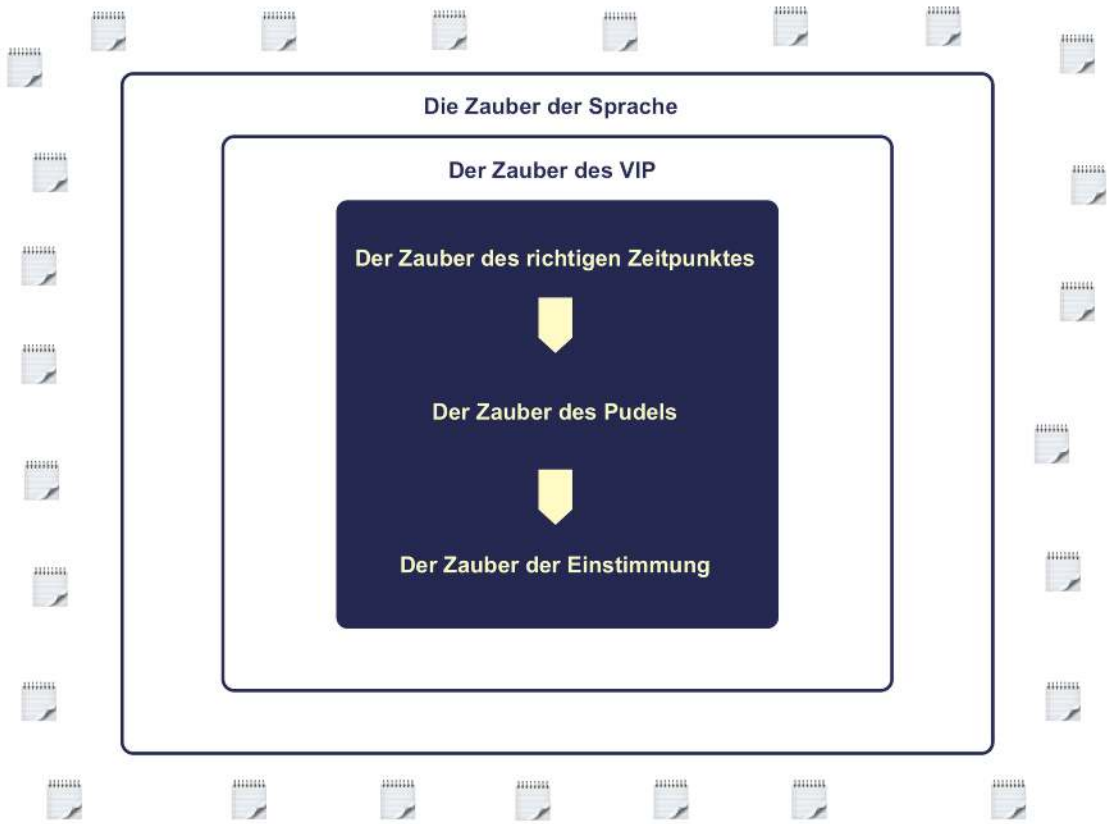 Die Zauber der Sprache
Der Zauber des VIP
Der Zauber des richtigen Zeitpunktes
Der Zauber des Pudels
Der Zauber der Einstimmung